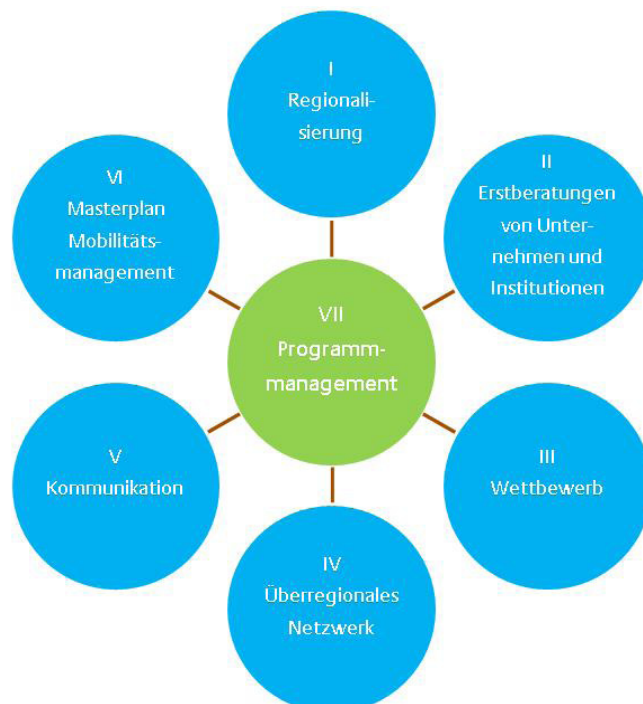 I
Regionali-
sierung
II
Erstberatungen
von Unter-
nehmen und
Institutionen
III
Wettbewerb
IV
Überregionales
Netzwerk
V
Kommunikation
VI
Masterplan
Mobilitäts-
management
VII
Programm-
management